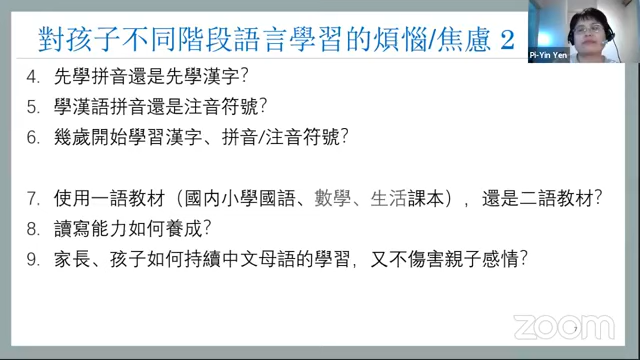 對孩子不同階段語言學習的煩惱/焦慮 2
Pi-Yin Yen
4. 先學拼音還是先學漢字?
5. 學漢語拼音還是注音符號?
6. 幾歲開始學習漢字、拼音/注音符號?
7. 使用一語教材（國内小學國語、數學、生活課本）, 還是二語教材?
8. 讀寫能力如何養成?
9. 家長、孩子如何持續中文母語的學習, 又不傷害親子感情?
7
zoom